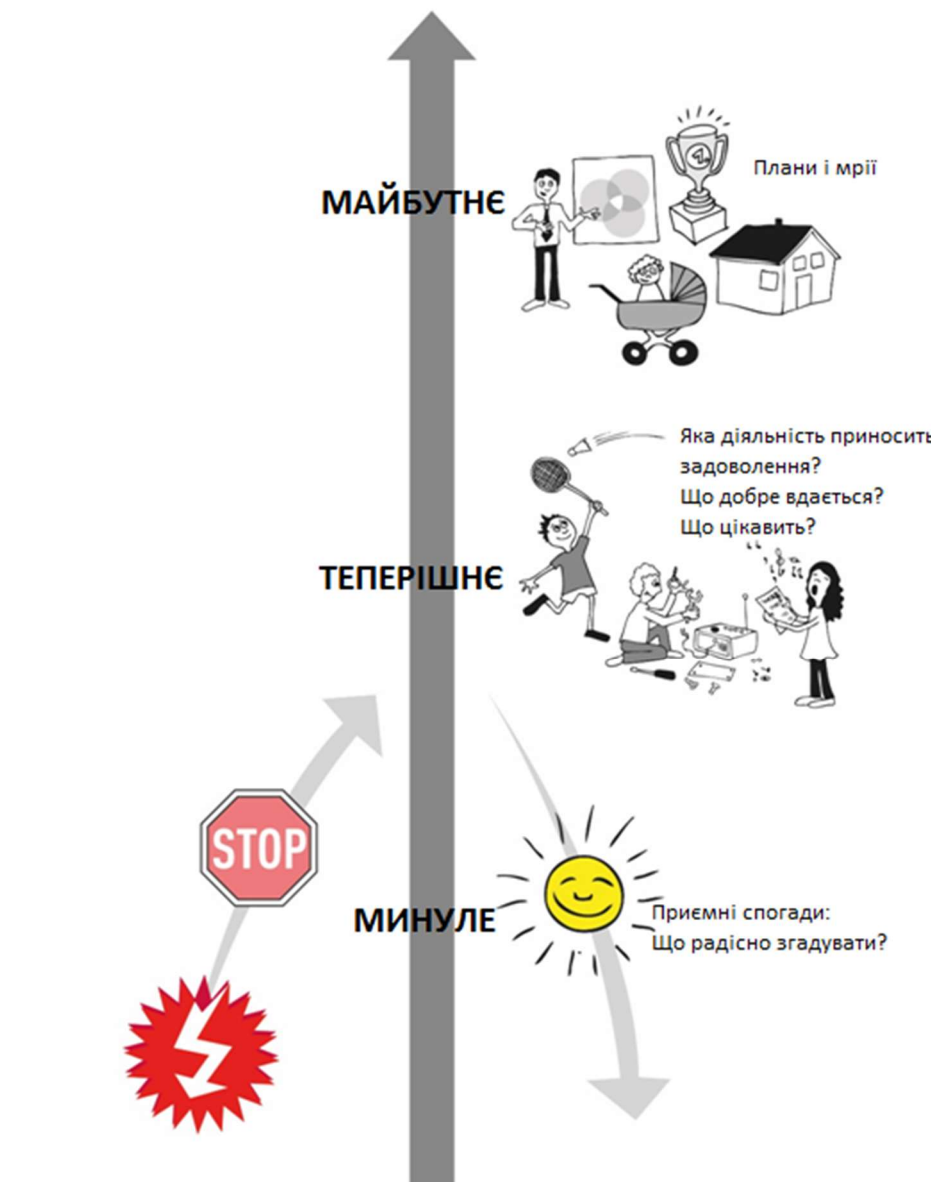 МАЙБУТНЄ
Плани і мрії
1.
Яка діяльність приносить
задоволення?
Що добре вдається?
Що цікавить?
ТЕПЕРІШНЄ
STOP
МИНУЛЕ
Приємні спогади:
Що радісно згадувати?